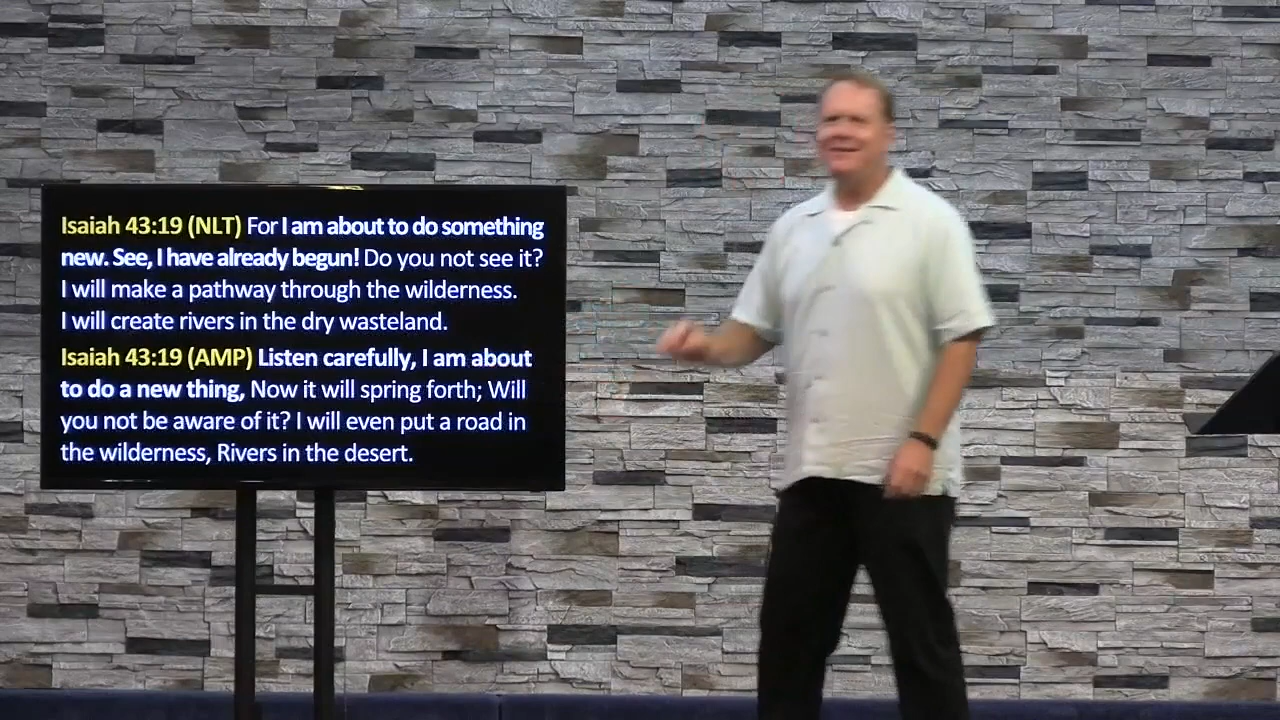 Isaiah 43:19 (NLT) For I am about to do something
new. See, I have already begun! Do you not see it?
I will make a pathway through the wilderness.
I will create rivers in the dry wasteland.
Isaiah 43:19 (AMP) Listen carefully, I am about
to do a new thing, Now it will spring forth; Will
you not be aware of it? I will even put a road in
the wilderness, Rivers in the desert.